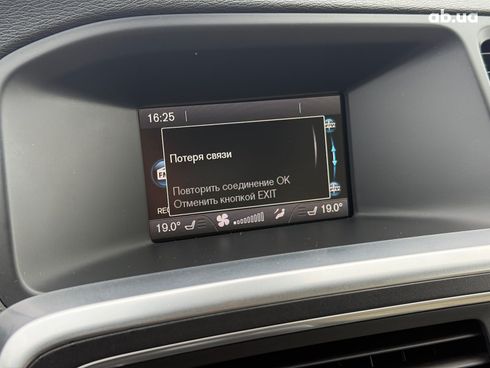 ab.ua
16:25
Потеря связи
Повторить соединение OK
Отменить кнопкой EXIT
19.0° 19.0°